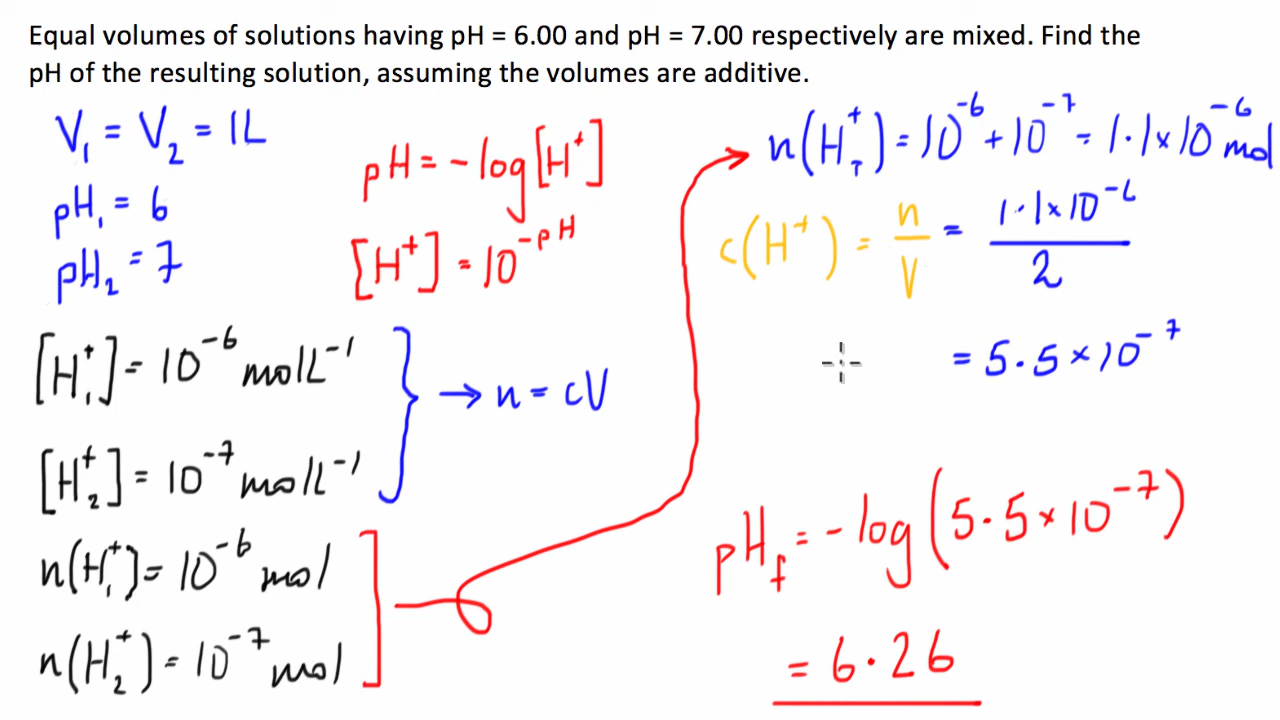 Equal volumes of solutions having pH = 6.00 and pH = 7.00 respectively are mixed. Find the
pH of the resulting solution, assuming the volumes are additive.
V₁ = V₂ = 1L
pH₁ = 6
pH₂ = 7
pH = -log[H⁺]
[H⁺] = 10⁻ᵖᴴ
[H₁⁺] = 10⁻⁶ molL⁻¹
[H₂⁺] = 10⁻⁷ molL⁻¹
→ n = cV
n(H₁⁺) = 10⁻⁶ mol
n(H₂⁺) = 10⁻⁷ mol
n(H⁺_T) = 10⁻⁶ + 10⁻⁷ = 1.1 × 10⁻⁶ mol
c(H⁺) = n/V = 1.1 × 10⁻⁶ / 2
= 5.5 × 10⁻⁷
pH_f = -log(5.5 × 10⁻⁷)
= 6.26